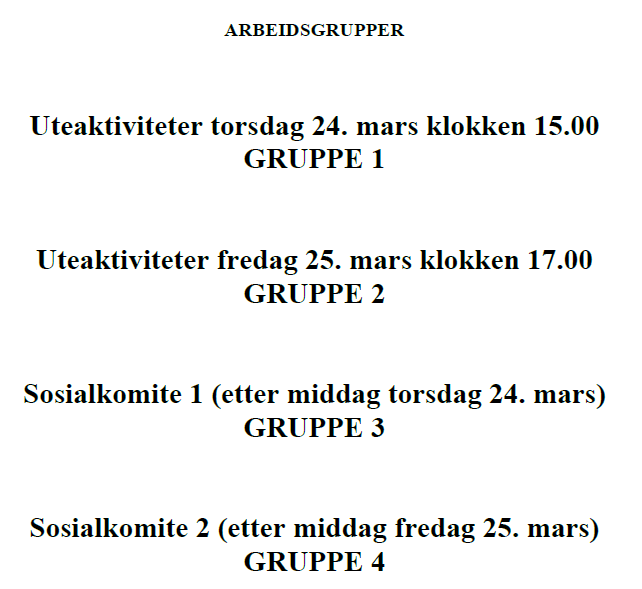 ARBEIDSGRUPPER
Uteaktiviteter torsdag 24. mars klokken 15.00
GRUPPE 1
Uteaktiviteter fredag 25. mars klokken 17.00
GRUPPE 2
Sosialkomite 1 (etter middag torsdag 24. mars)
GRUPPE 3
Sosialkomite 2 (etter middag fredag 25. mars)
GRUPPE 4